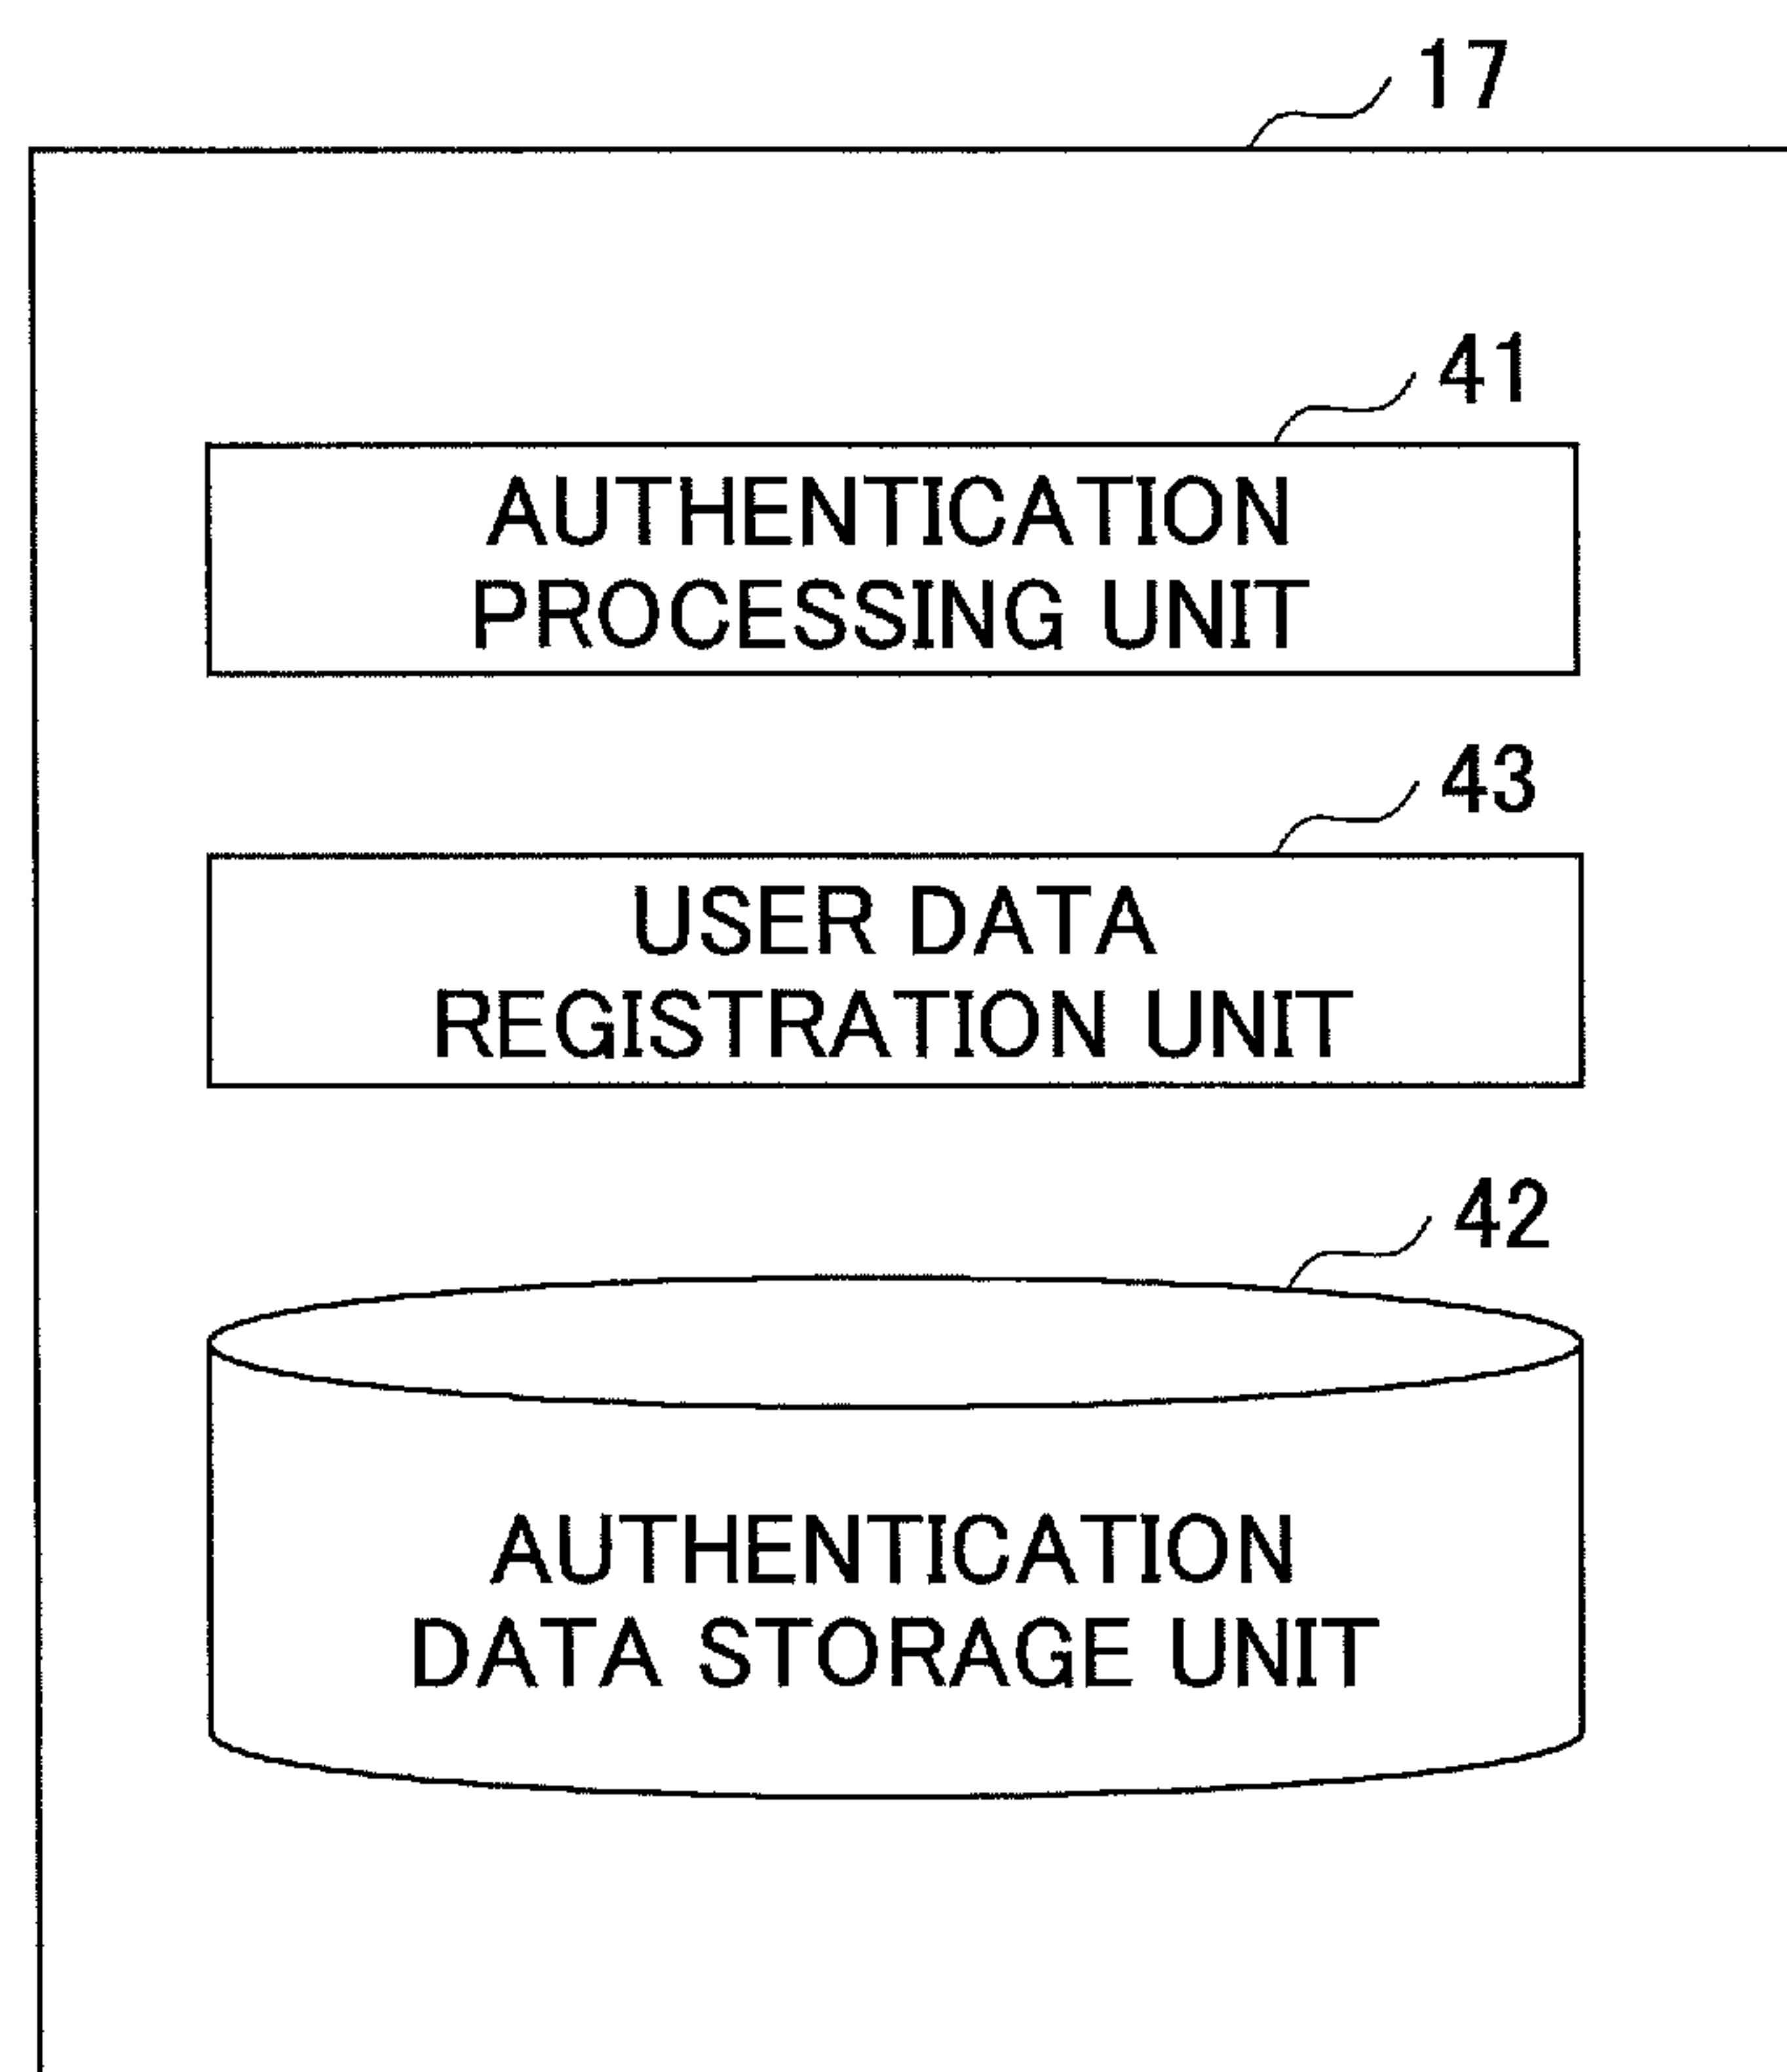 17
41
AUTHENTICATION
PROCESSING UNIT
43
USER DATA
REGISTRATION UNIT
42
AUTHENTICATION
DATA STORAGE UNIT